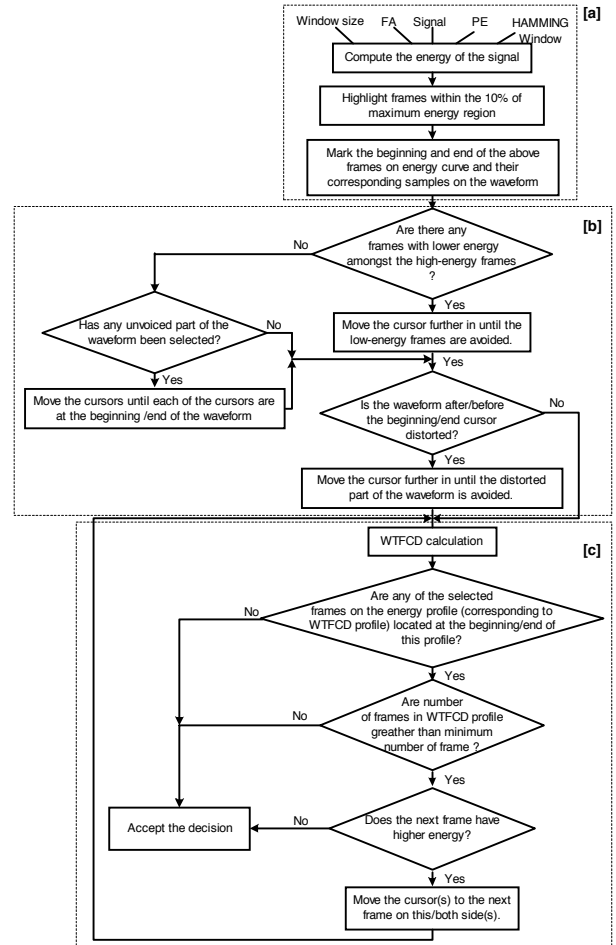 [a]
Window size
FA
Signal
PE
HAMMING
Window
Compute the energy of the signal
Highlight frames within the 10% of
maximum energy region
Mark the beginning and end of the above
frames on energy curve and their
corresponding samples on the waveform
[b]
Are there any
frames with lower energy
amongst the high-energy frames
?
No
Yes
Has any unvoiced part of the
waveform been selected?
No
Yes
Move the cursor further in until the
low-energy frames are avoided.
Yes
Move the cursors until each of the cursors are
at the beginning /end of the waveform
Is the waveform after/before
the beginning/end cursor
distorted?
No
Yes
Move the cursor further in until the distorted
part of the waveform is avoided.
[c]
WTFCD calculation
Are any of the selected
frames on the energy profile (corresponding to
WTFCD profile) located at the beginning/end of
this profile?
No
Yes
Are number
of frames in WTFCD profile
greather than minimum
number of frame ?
No
Yes
Does the next frame have
higher energy?
No
Accept the decision
Yes
Move the cursor(s) to the next
frame on this/both side(s).